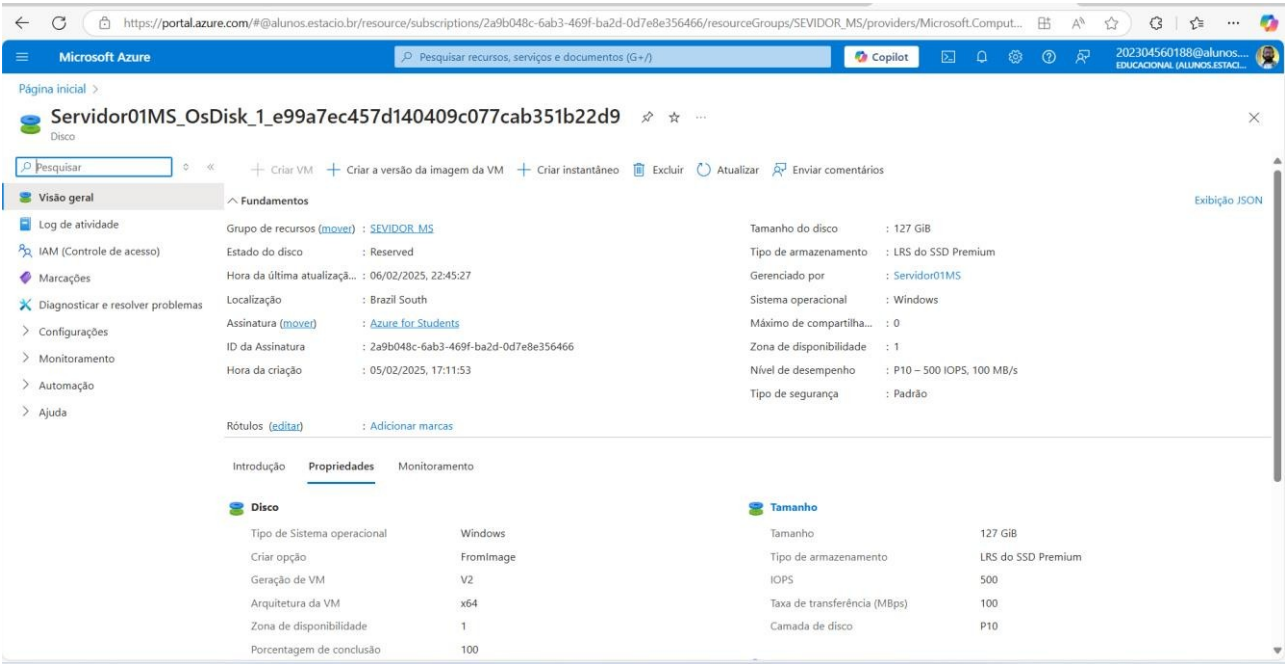 https://portal.azure.com/#@alunos.estacio.br/resource/subscriptions/2a9b048c-6ab3-469f-ba2d-0d7e8e356466/resourceGroups/SEVIDOR_MS/providers/Microsoft.Comput...
Microsoft Azure
Pesquisar recursos, serviços e documentos (G+/)
Copilot
202304560188@alunos....
EDUCACIONAL (ALUNOS.ESTACI...
Página inicial >
Servidor01MS_OsDisk_1_e99a7ec457d140409c077cab351b22d9
Disco
Pesquisar
Criar VM Criar a versão da imagem da VM Criar instantâneo Excluir Atualizar Enviar comentários
Visão geral
Log de atividade
IAM (Controle de acesso)
Marcações
Diagnosticar e resolver problemas
Configurações
Monitoramento
Automação
Ajuda
Fundamentos
Exibição JSON
Grupo de recursos (mover) : SEVIDOR_MS
Estado do disco : Reserved
Hora da última atualizaçã... : 06/02/2025, 22:45:27
Localização : Brazil South
Assinatura (mover) : Azure for Students
ID da Assinatura : 2a9b048c-6ab3-469f-ba2d-0d7e8e356466
Hora da criação : 05/02/2025, 17:11:53
Tamanho do disco : 127 GiB
Tipo de armazenamento : LRS do SSD Premium
Gerenciado por : Servidor01MS
Sistema operacional : Windows
Máximo de compartilha... : 0
Zona de disponibilidade : 1
Nível de desempenho : P10 – 500 IOPS, 100 MB/s
Tipo de segurança : Padrão
Rótulos (editar) : Adicionar marcas
Introdução Propriedades Monitoramento
Disco
Tipo de Sistema operacional Windows
Criar opção FromImage
Geração de VM V2
Arquitetura da VM x64
Zona de disponibilidade 1
Porcentagem de conclusão 100
Tamanho
Tamanho 127 GiB
Tipo de armazenamento LRS do SSD Premium
IOPS 500
Taxa de transferência (MBps) 100
Camada de disco P10